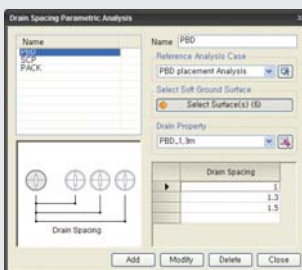 Drain Spacing Parametric Analysis
Name
PBD
SCP
PACK
Name PBD
Reference Analysis Case
PBD placement Analysis
Select Soft Ground Surface
Select Surface(s) (6)
Drain Property
PBD_1,3m
Drain Spacing
1
1.3
1.5
Drain Spacing
Add Modify Delete Close